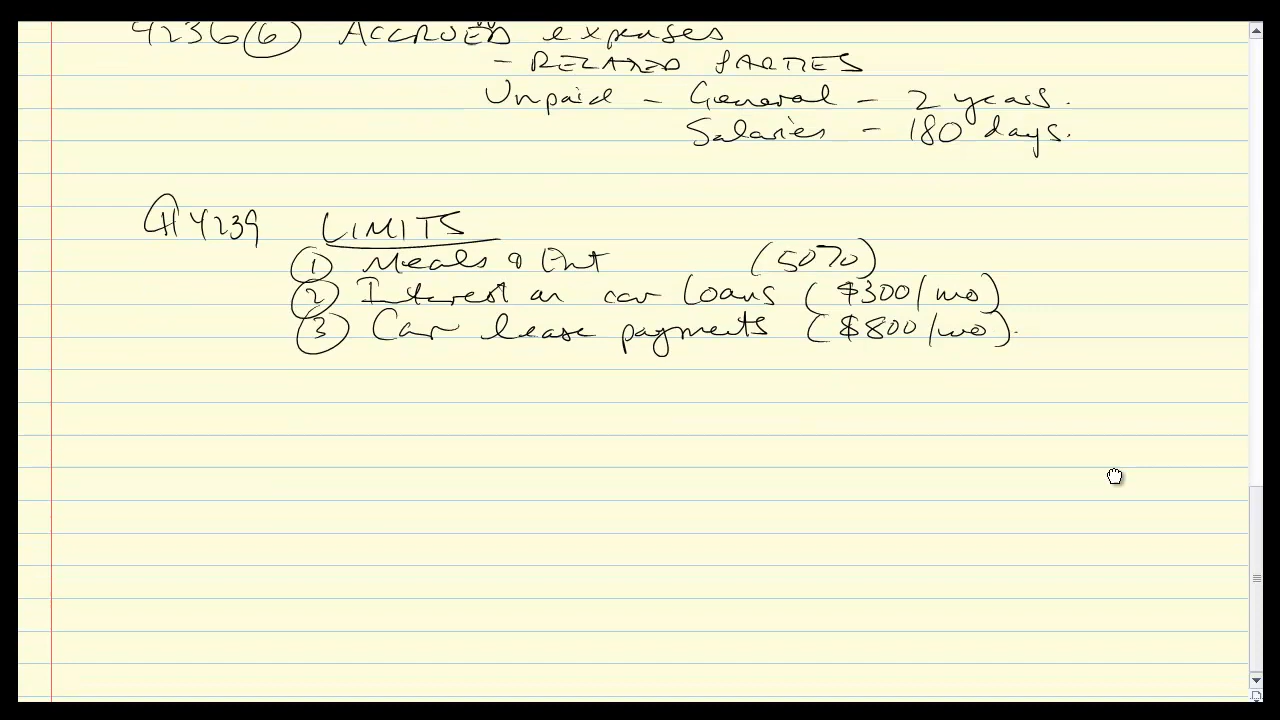 4236 (6) ACCRUED expenses
- RELATED PARTIES
Unpaid - General - 2 years.
Salaries - 180 days.
(H) 4239 LIMITS
(1) Meals & Ent (50%)
(2) Interest on car loans ($300/mo)
(3) Car lease payments ($800/mo).